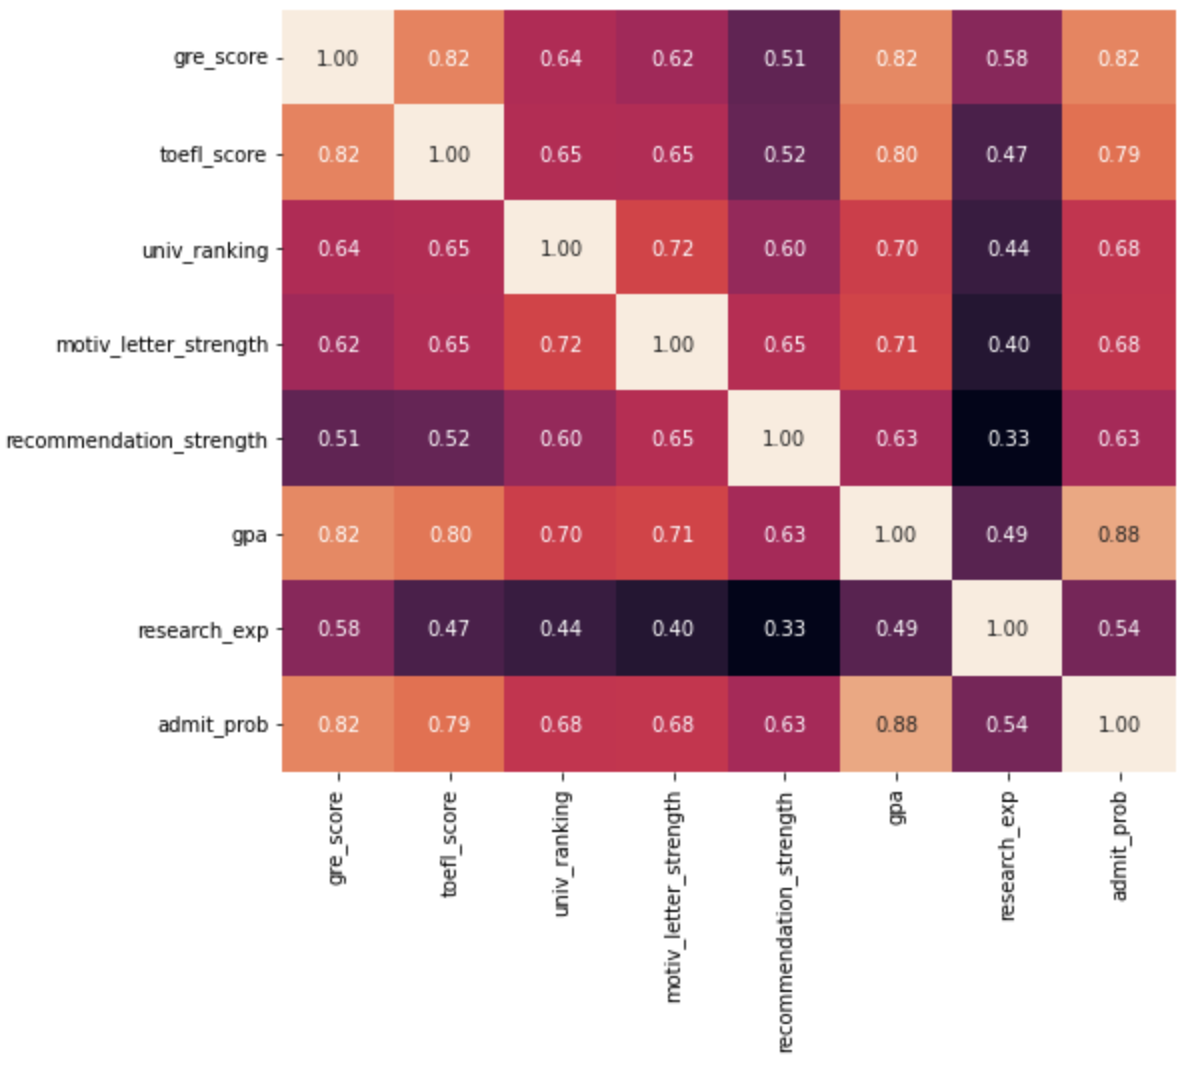 gre_score 1.00 0.82 0.64 0.62 0.51 0.82 0.58 0.82
toefl_score 0.82 1.00 0.65 0.65 0.52 0.80 0.47 0.79
univ_ranking 0.64 0.65 1.00 0.72 0.60 0.70 0.44 0.68
motiv_letter_strength 0.62 0.65 0.72 1.00 0.65 0.71 0.40 0.68
recommendation_strength 0.51 0.52 0.60 0.65 1.00 0.63 0.33 0.63
gpa 0.82 0.80 0.70 0.71 0.63 1.00 0.49 0.88
research_exp 0.58 0.47 0.44 0.40 0.33 0.49 1.00 0.54
admit_prob 0.82 0.79 0.68 0.68 0.63 0.88 0.54 1.00
gre_score
toefl_score
univ_ranking
motiv_letter_strength
recommendation_strength
gpa
research_exp
admit_prob